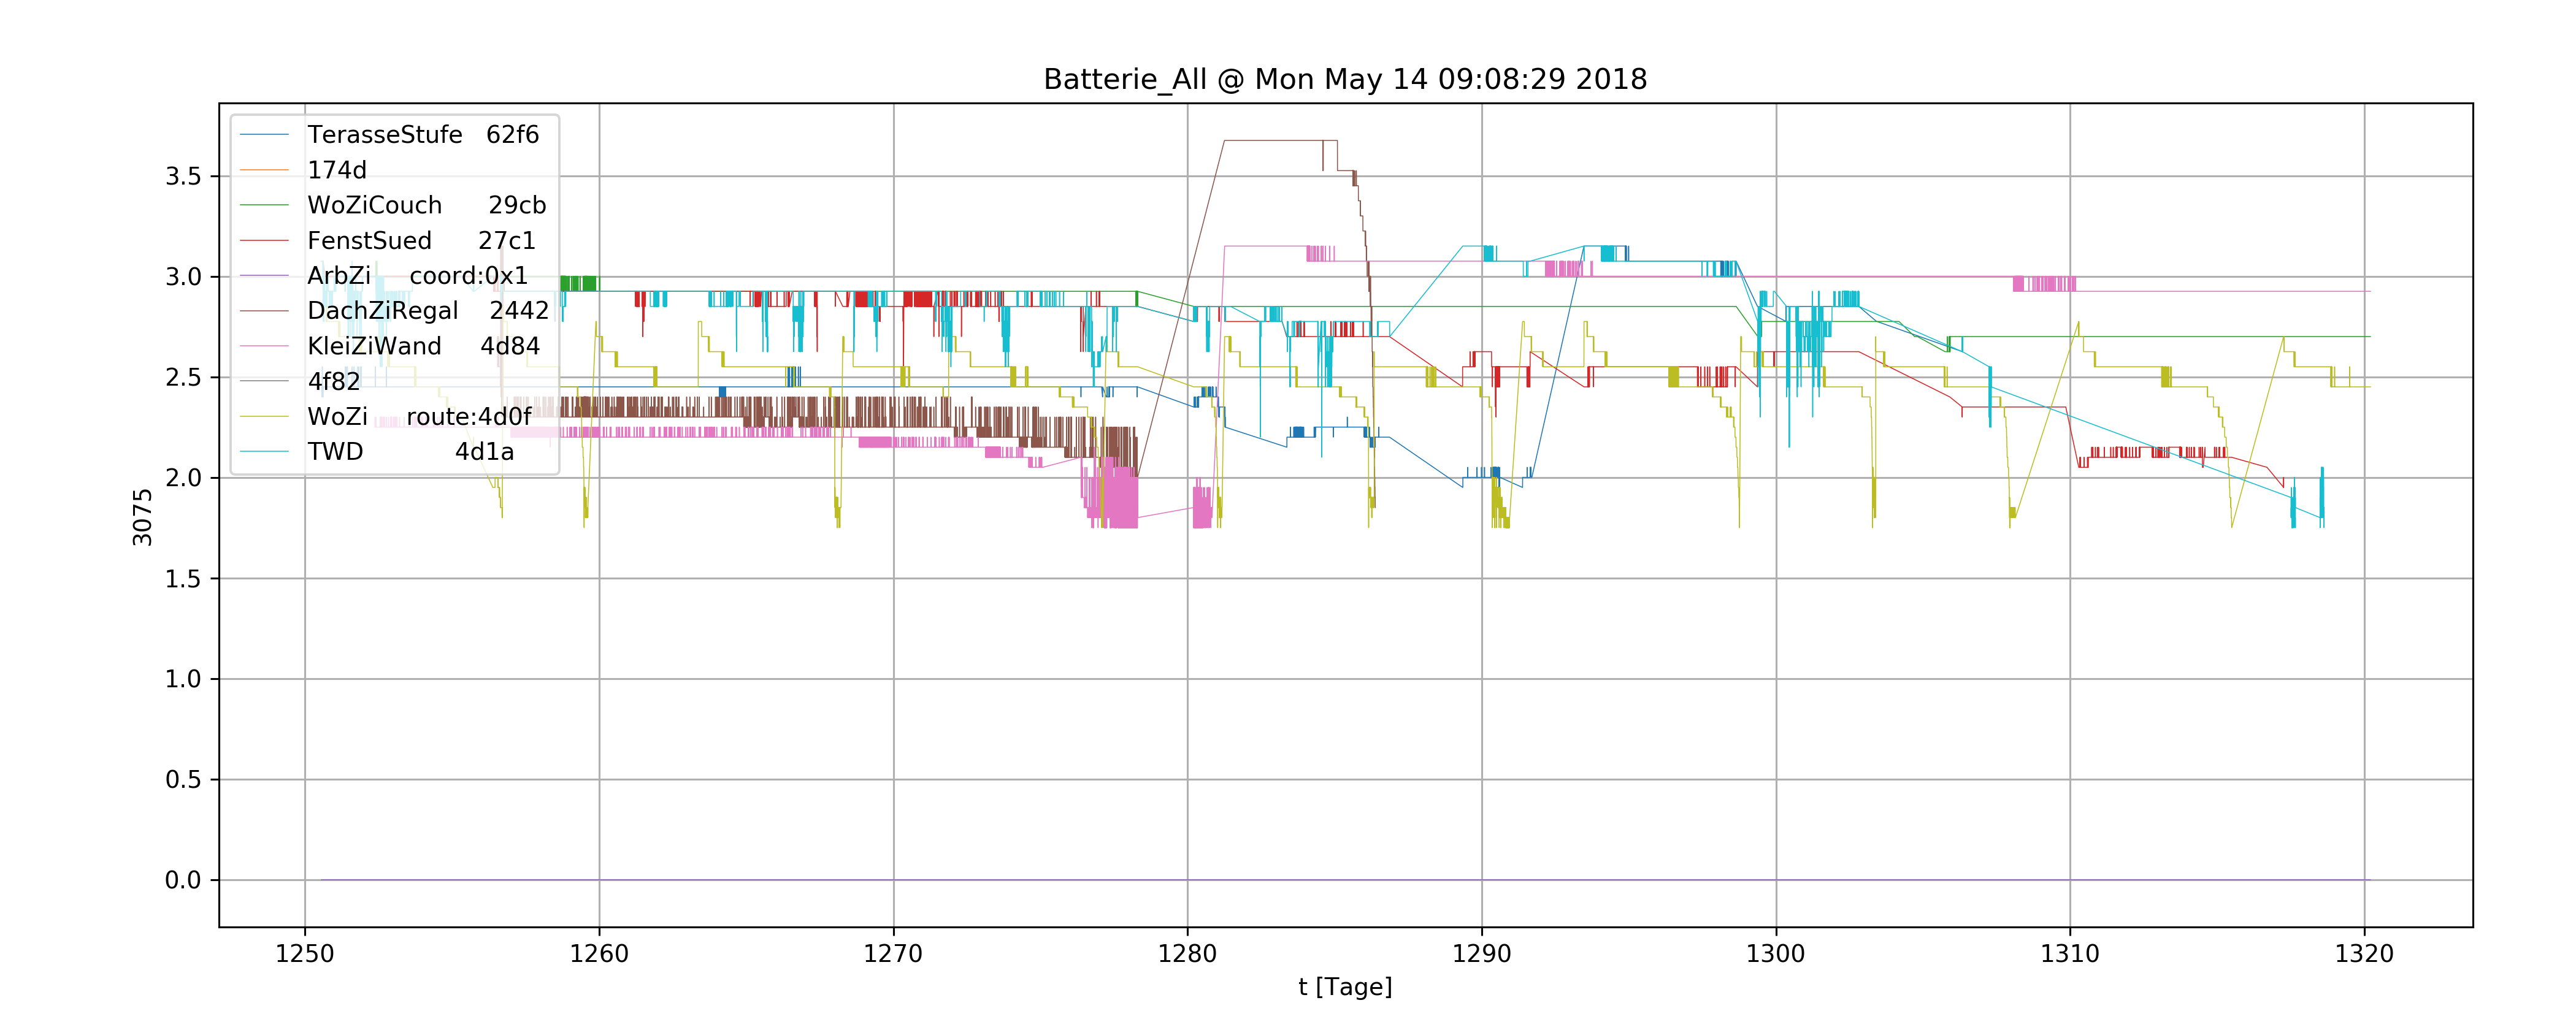 Batterie_All @ Mon May 14 09:08:29 2018
TerasseStufe 62f6
174d
WoZiCouch 29cb
FenstSued 27c1
ArbZi coord:0x1
DachZiRegal 2442
KleiZiWand 4d84
4f82
WoZi route:4d0f
TWD 4d1a
3.5
3.0
2.5
2.0
1.5
1.0
0.5
0.0
3075
1250 1260 1270 1280 1290 1300 1310 1320
t [Tage]